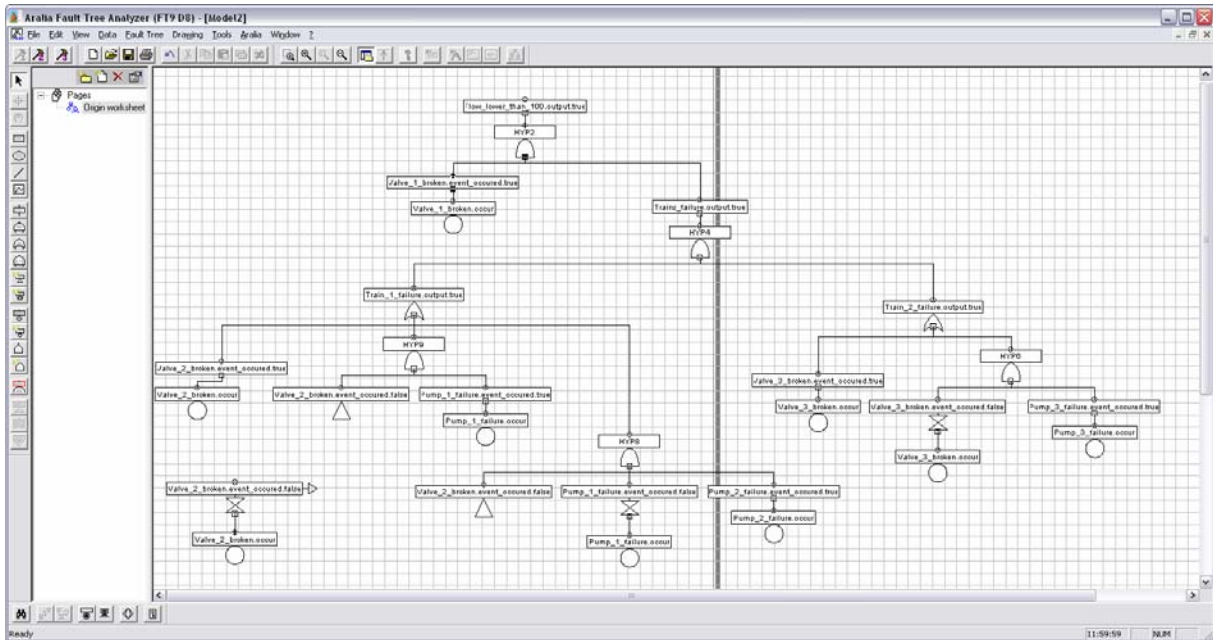 Aralia Fault Tree Analyzer (FT9 D8) - [Model2]
File Edit View Data Fault Tree Drawing Tools Aralia Window ?
Pages
Origin worksheet
Flow_lower_than_100.output.true
HYP2
Valve_1_broken.event_occured.true
Valve_1_broken.occur
Trains_failure.output.true
HYP4
Train_1_failure.output.true
Train_2_failure.output.true
HYP9
Valve_2_broken.event_occured.true
Valve_2_broken.occur
Valve_2_broken.event_occured.false
Pump_1_failure.event_occured.true
Pump_1_failure.occur
Valve_3_broken.event_occured.true
Valve_3_broken.occur
Valve_3_broken.event_occured.false
Valve_3_broken.occur
Pump_3_failure.event_occured.true
Pump_3_failure.occur
Valve_2_broken.event_occured.false
Valve_2_broken.occur
Valve_2_broken.event_occured.false
Pump_1_failure.event_occured.false
Pump_1_failure.occur
Pump_2_failure.event_occured.true
Pump_2_failure.occur
Ready
11:59:59
NUM